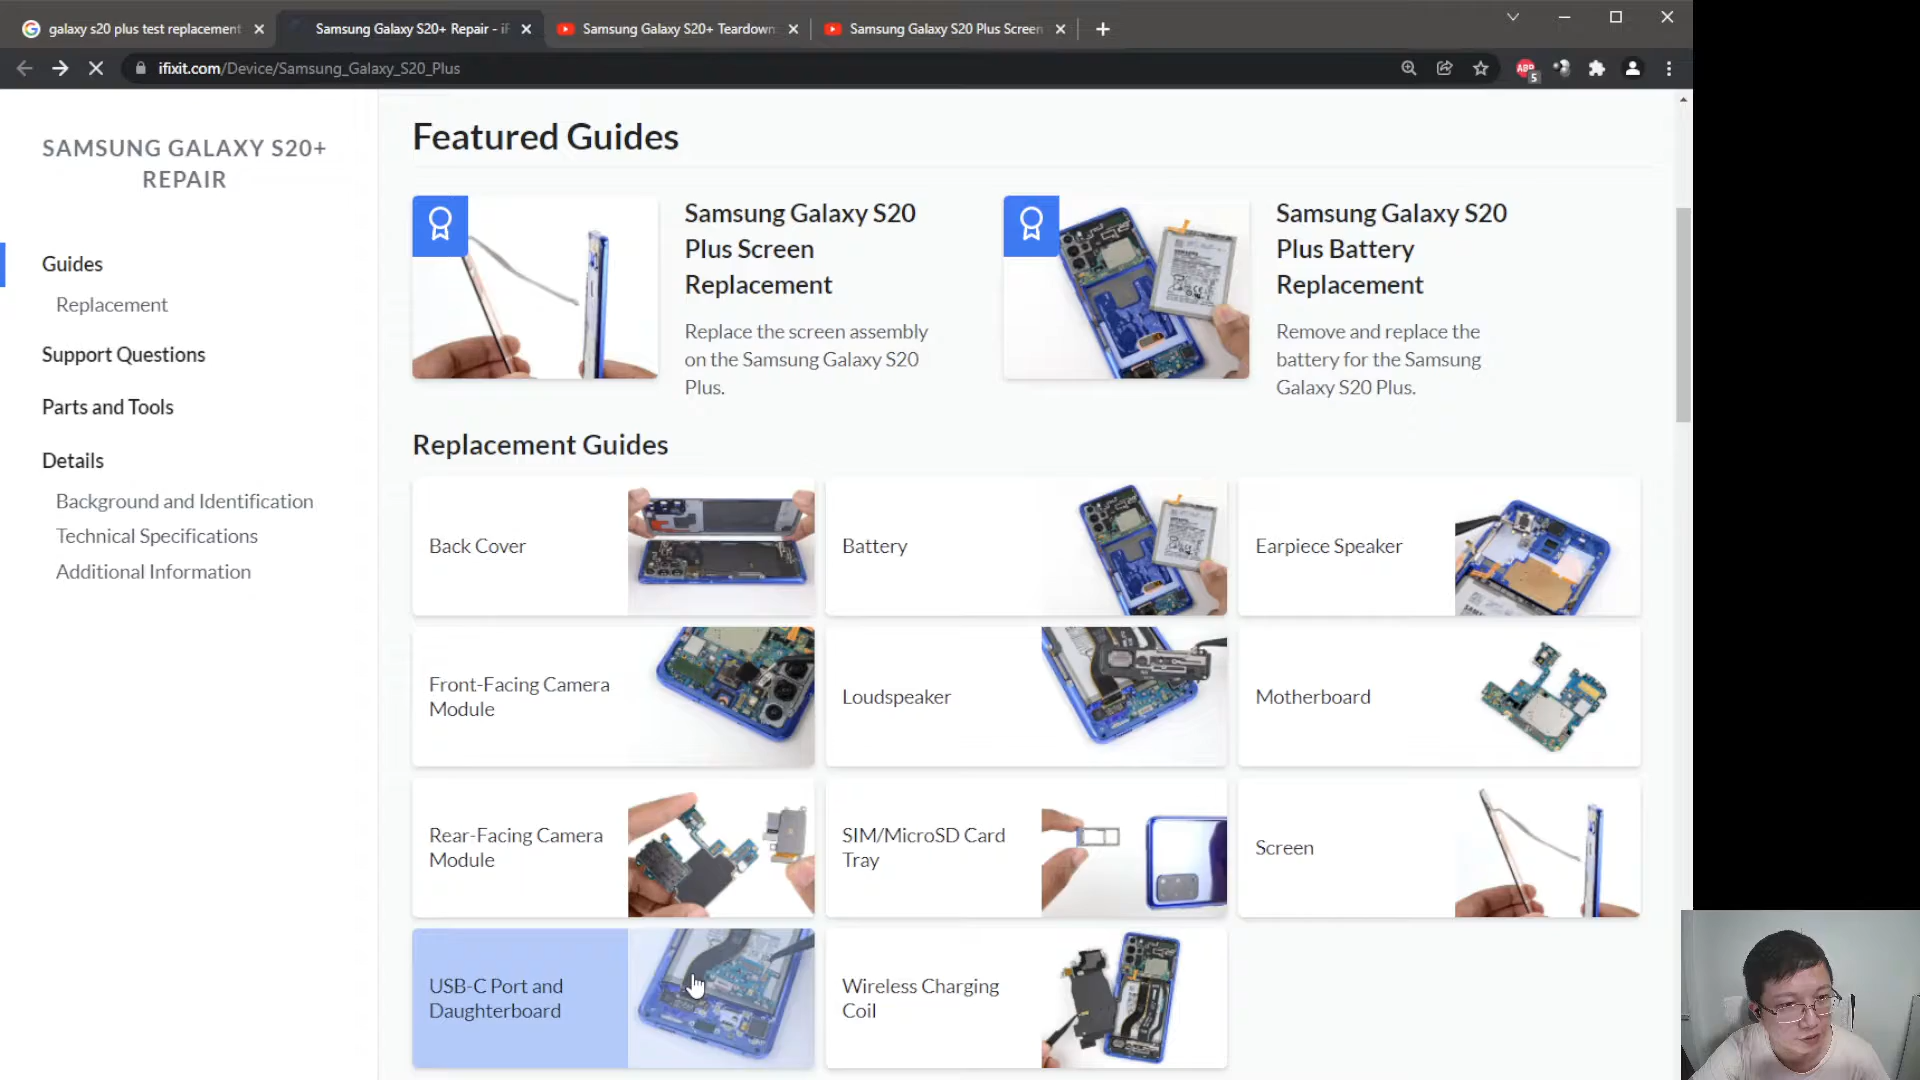 galaxy s20 plus test replacement
Samsung Galaxy S20+ Repair - iF
Samsung Galaxy S20+ Teardown
Samsung Galaxy S20 Plus Screen
ifixit.com/Device/Samsung_Galaxy_S20_Plus
ABP
5
SAMSUNG GALAXY S20+
REPAIR
Guides
Replacement
Support Questions
Parts and Tools
Details
Background and Identification
Technical Specifications
Additional Information
Featured Guides
Samsung Galaxy S20
Plus Screen
Replacement
Replace the screen assembly
on the Samsung Galaxy S20
Plus.
Samsung Galaxy S20
Plus Battery
Replacement
Remove and replace the
battery for the Samsung
Galaxy S20 Plus.
Replacement Guides
Back Cover
Battery
Earpiece Speaker
Front-Facing Camera
Module
Loudspeaker
Motherboard
Rear-Facing Camera
Module
SIM/MicroSD Card
Tray
Screen
USB-C Port and
Daughterboard
Wireless Charging
Coil